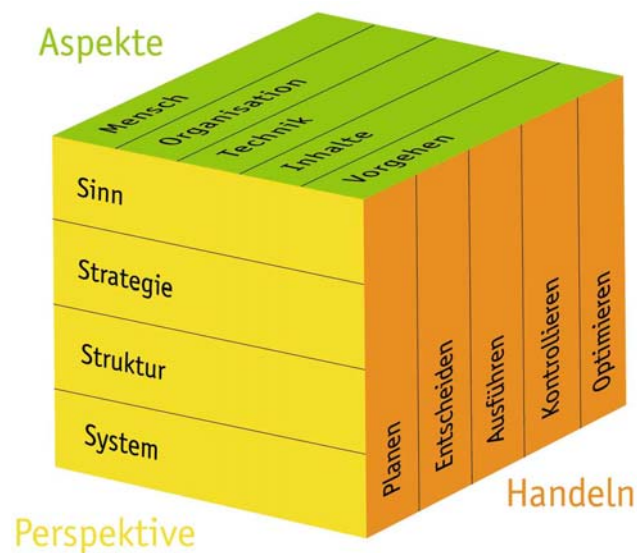 Aspekte
Mensch
Organisation
Technik
Inhalte
Vorgehen
Sinn
Strategie
Struktur
System
Planen
Entscheiden
Ausführen
Kontrollieren
Optimieren
Handeln
Perspektive